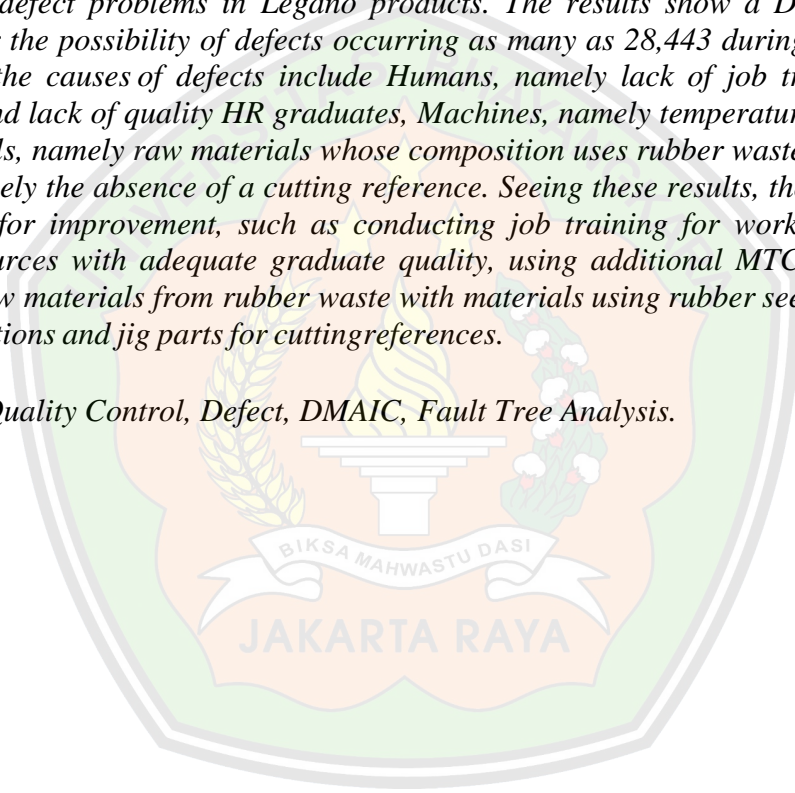 defect problems in Legano products. The results show a D
the possibility of defects occurring as many as 28,443 during
the causes of defects include Humans, namely lack of job tr
nd lack of quality HR graduates, Machines, namely temperatur
ls, namely raw materials whose composition uses rubber waste
ely the absence of a cutting reference. Seeing these results, the
for improvement, such as conducting job training for work
urces with adequate graduate quality, using additional MTC
w materials from rubber waste with materials using rubber see
tions and jig parts for cuttingreferences.
Quality Control, Defect, DMAIC, Fault Tree Analysis.
UNIVERSITAS BHAYANGKARA
BIKSA MAHWASTU DASI
JAKARTA RAYA